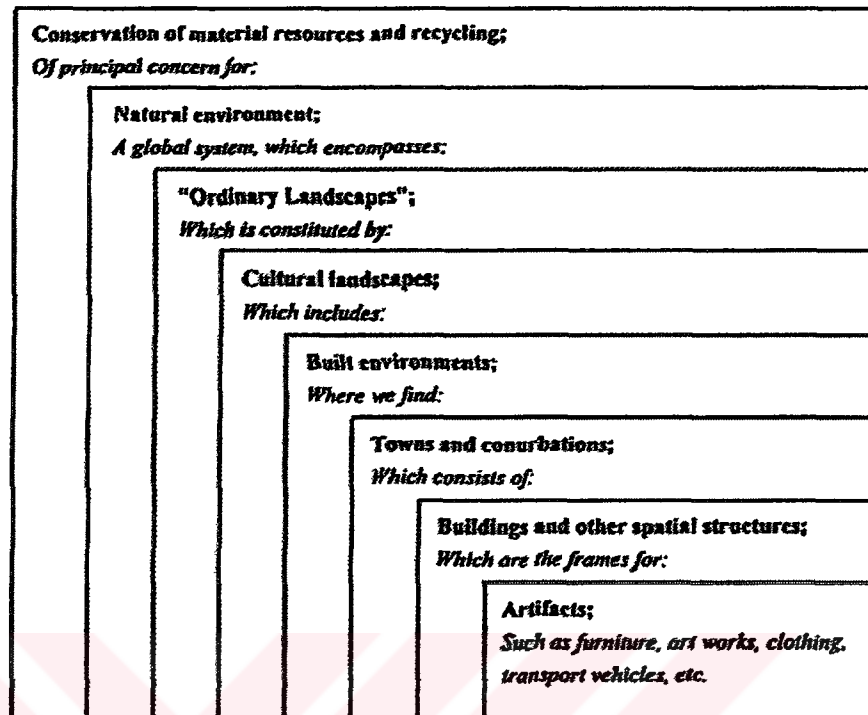 Conservation of material resources and recycling;
Of principal concern for:
Natural environment;
A global system, which encompasses:
"Ordinary Landscapes";
Which is constituted by:
Cultural landscapes;
Which includes:
Built environments;
Where we find:
Towns and conurbations;
Which consists of:
Buildings and other spatial structures;
Which are the frames for:
Artifacts;
Such as furniture, art works, clothing,
transport vehicles, etc.